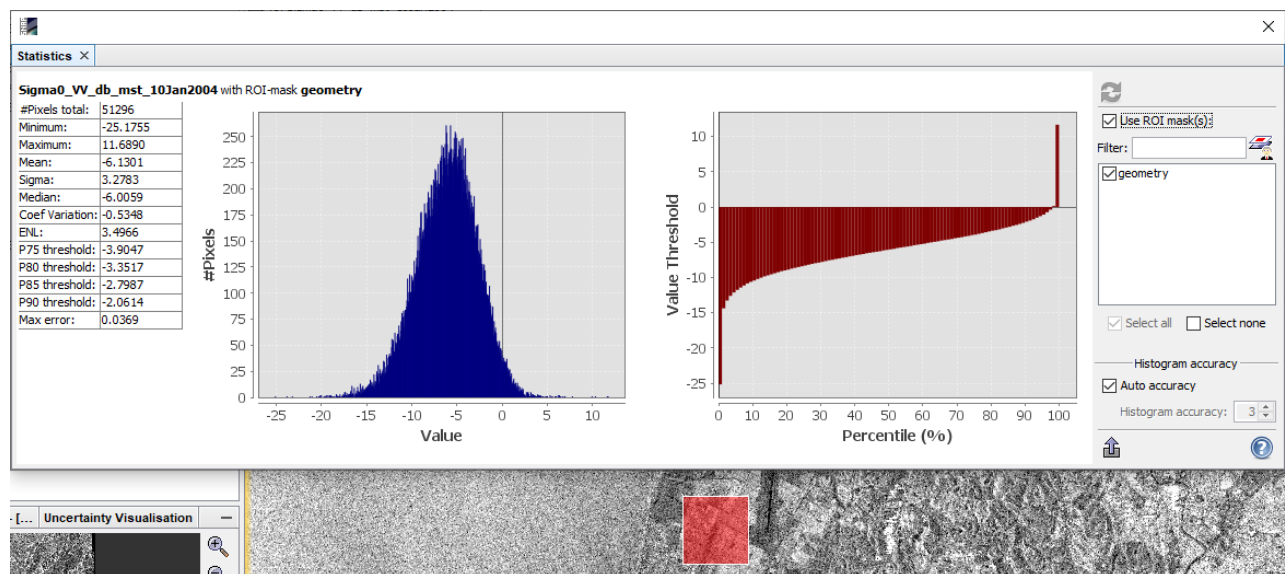 Statistics ×
Sigma0_VV_db_mst_10Jan2004 with ROI-mask geometry
#Pixels total: 51296
Minimum: -25.1755
Maximum: 11.6890
Mean: -6.1301
Sigma: 3.2783
Median: -6.0059
Coef Variation: -0.5348
ENL: 3.4966
P75 threshold: -3.9047
P80 threshold: -3.3517
P85 threshold: -2.7987
P90 threshold: -2.0614
Max error: 0.0369
#Pixels
250
225
200
175
150
125
100
75
50
25
0
-25 -20 -15 -10 -5 0 5 10
Value
Value Threshold
10
5
0
-5
-10
-15
-20
-25
0 10 20 30 40 50 60 70 80 90 100
Percentile (%)
Use ROI mask(s):
Filter:
geometry
Select all Select none
Histogram accuracy
Auto accuracy
Histogram accuracy: 3
- [... Uncertainty Visualisation